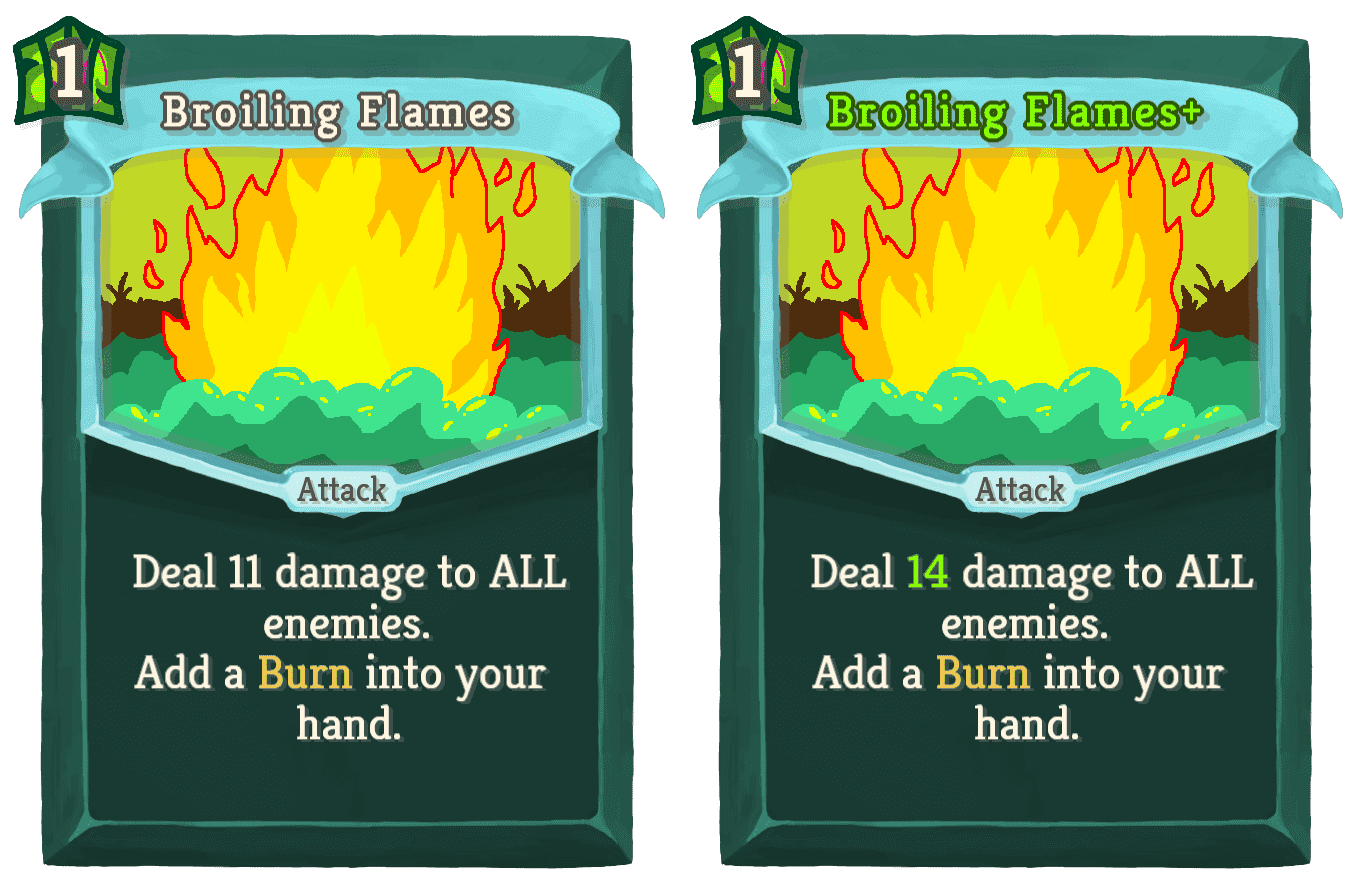 1
Broiling Flames
Attack
Deal 11 damage to ALL
enemies.
Add a Burn into your
hand.
1
Broiling Flames+
Attack
Deal 14 damage to ALL
enemies.
Add a Burn into your
hand.